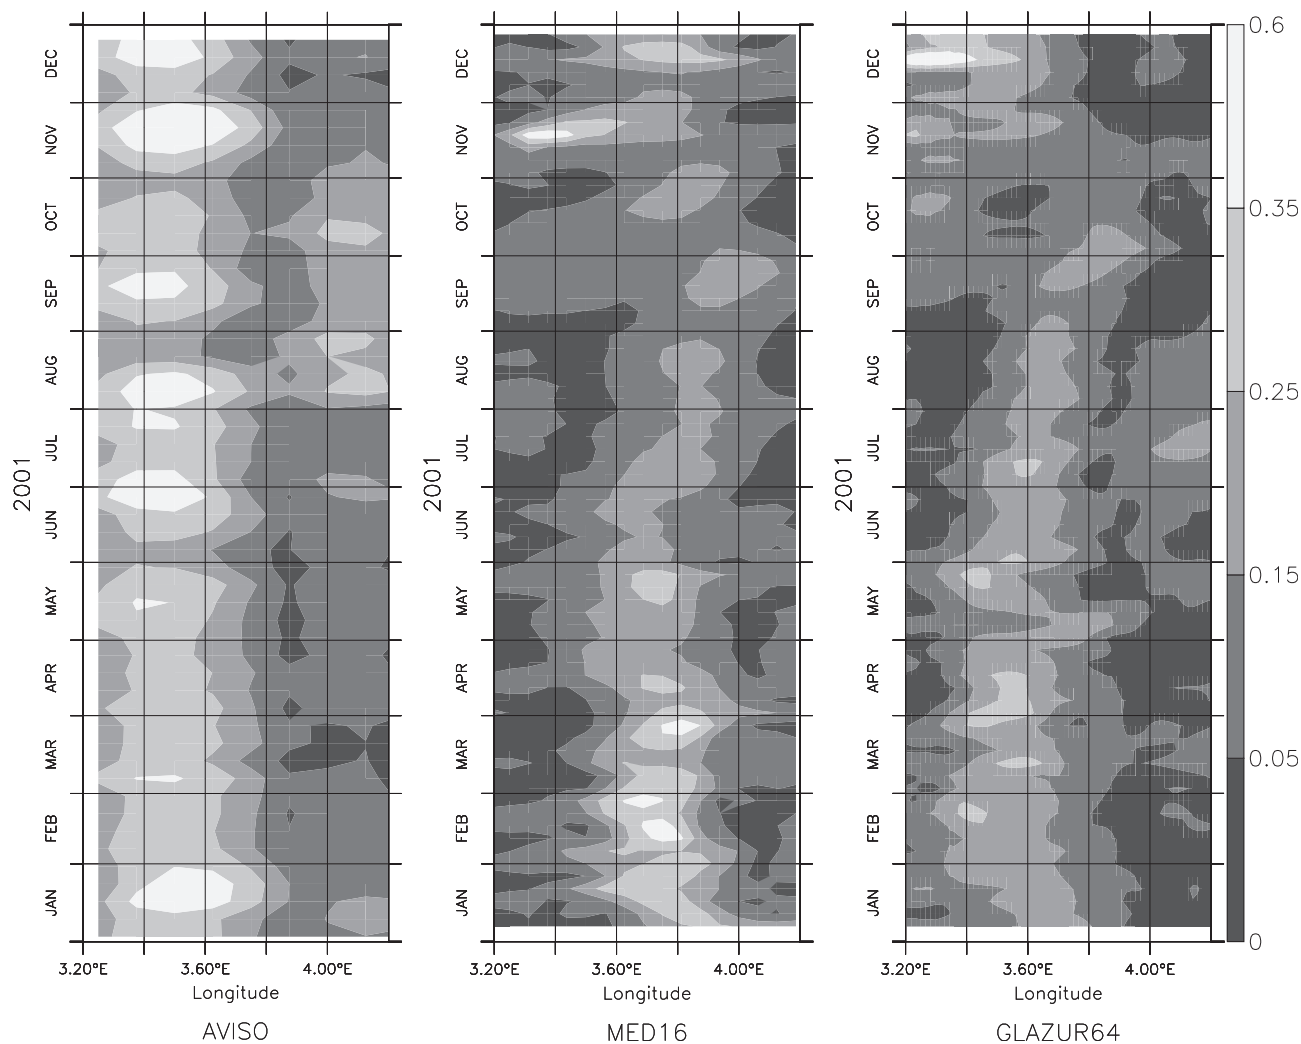 DEC
NOV
OCT
SEP
AUG
JUL
JUN
MAY
APR
MAR
FEB
JAN
2001
3.20°E 3.60°E 4.00°E
Longitude
AVISO
DEC
NOV
OCT
SEP
AUG
JUL
JUN
MAY
APR
MAR
FEB
JAN
2001
3.20°E 3.60°E 4.00°E
Longitude
MED16
DEC
NOV
OCT
SEP
AUG
JUL
JUN
MAY
APR
MAR
FEB
JAN
2001
3.20°E 3.60°E 4.00°E
Longitude
GLAZUR64
0.6
0.35
0.25
0.15
0.05
0